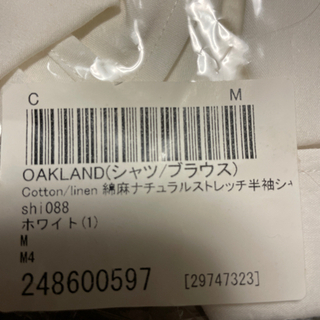 C M
OAKLAND(シャツ/ブラウス)
Cotton/linen 綿麻ナチュラルストレッチ半袖シャ
shi088
ホワイト(1)
M
M4
248600597 [29747323]